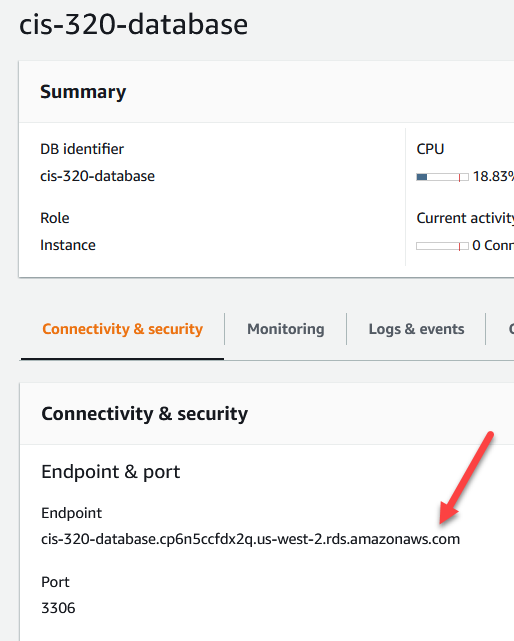 cis-320-database
Summary
DB identifier
cis-320-database
CPU
18.83%
Role
Instance
Current activity
0 Conn
Connectivity & security
Monitoring
Logs & events
Connectivity & security
Endpoint & port
Endpoint
cis-320-database.cp6n5ccfdx2q.us-west-2.rds.amazonaws.com
Port
3306